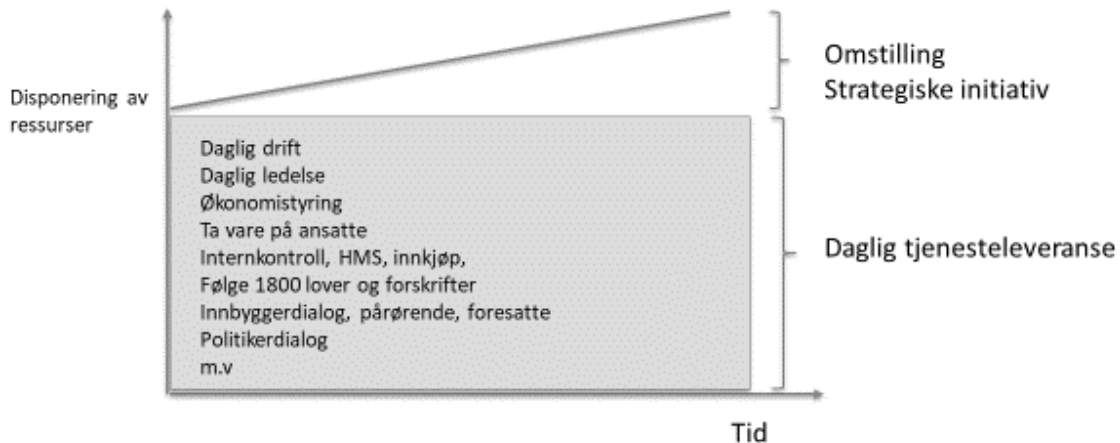 Omstilling
Strategiske initiativ
Disponering av
ressurser
Daglig drift
Daglig ledelse
Økonomistyring
Ta vare på ansatte
Internkontroll, HMS, innkjøp,
Følge 1800 lover og forskrifter
Innbyggerdialog, pårørende, foresatte
Politikerdialog
m.v
Daglig tjenesteleveranse
Tid